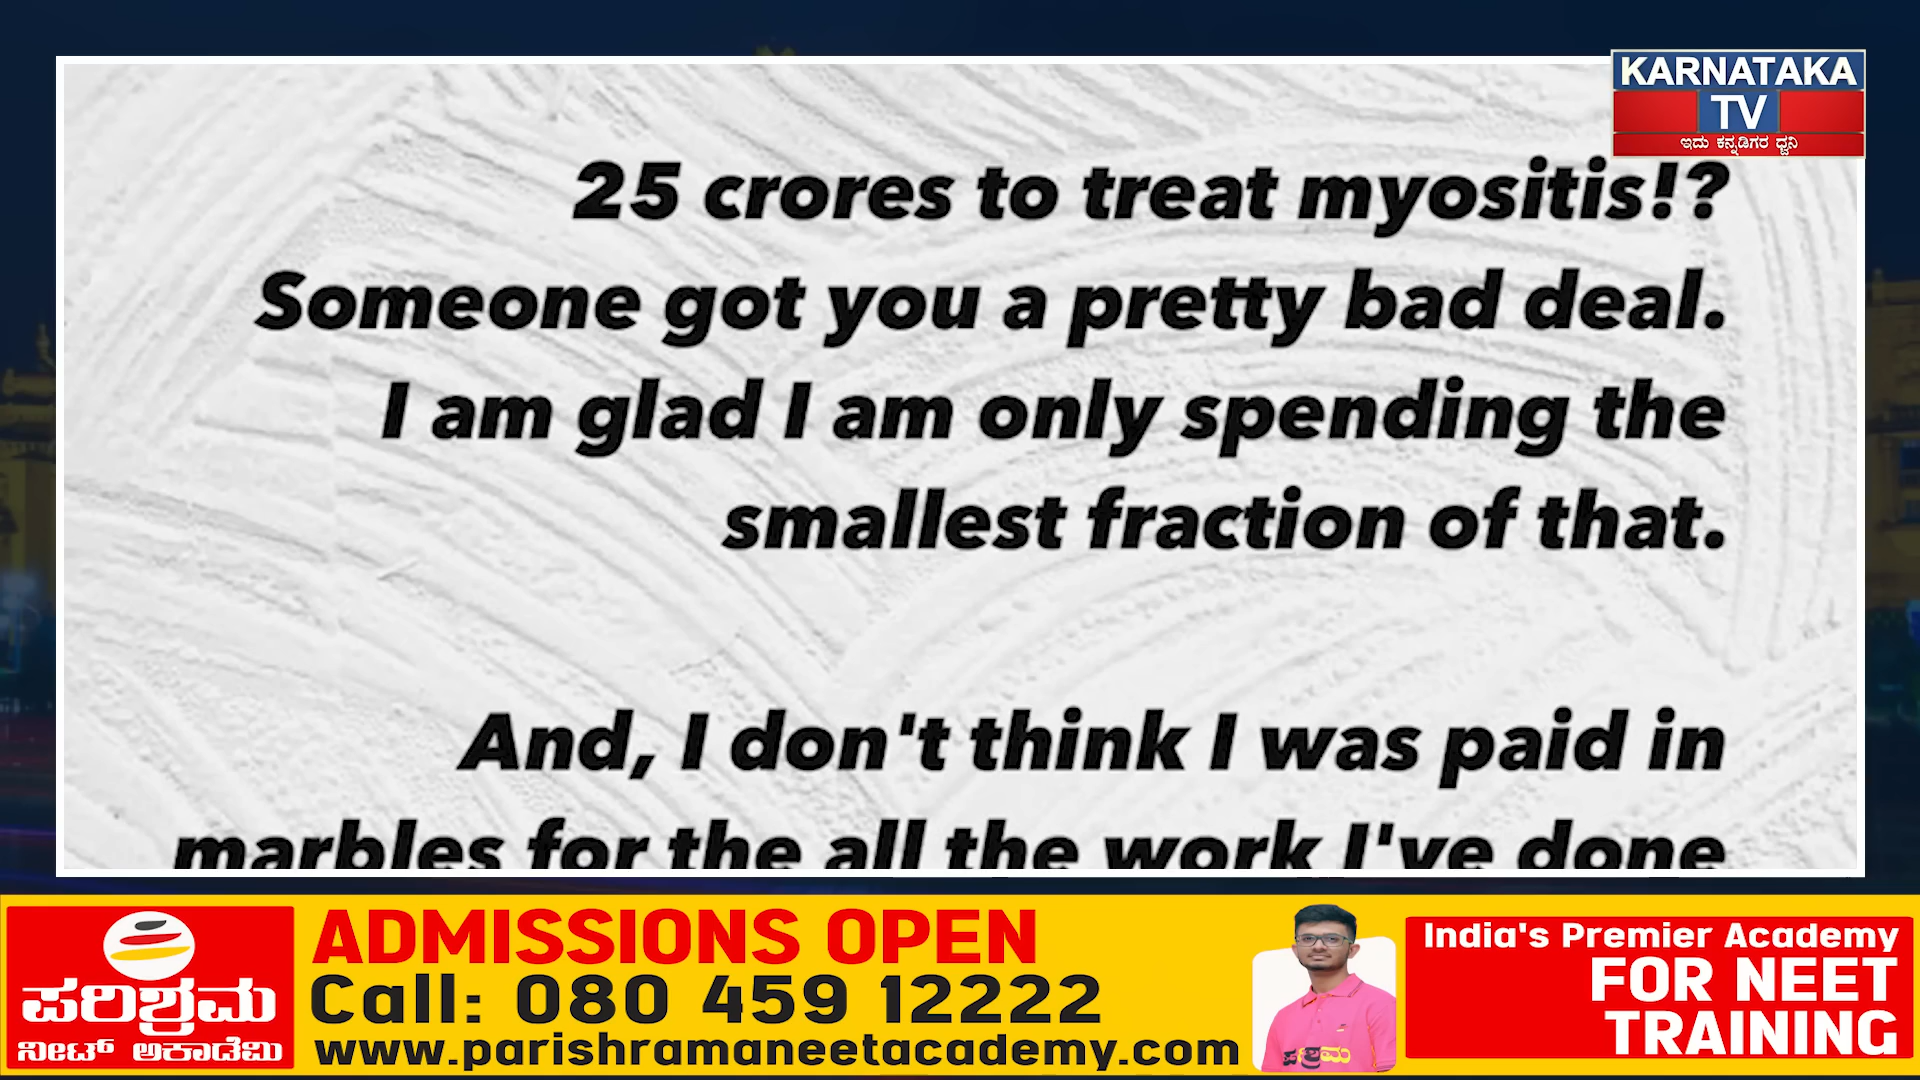 KARNATAKA
TV
ಇದು ಕನ್ನಡಿಗರ ಧ್ವನಿ
25 crores to treat myositis!?
Someone got you a pretty bad deal.
I am glad I am only spending the
smallest fraction of that.
And, I don't think I was paid in
marbles for the all the work I've done
ಪರಿಶ್ರಮ
ನೀಟ್ ಅಕಾಡೆಮಿ
ADMISSIONS OPEN
Call: 080 459 12222
www.parishramaneetacademy.com
ಪರಿಶ್ರಮ
India's Premier Academy
FOR NEET
TRAINING